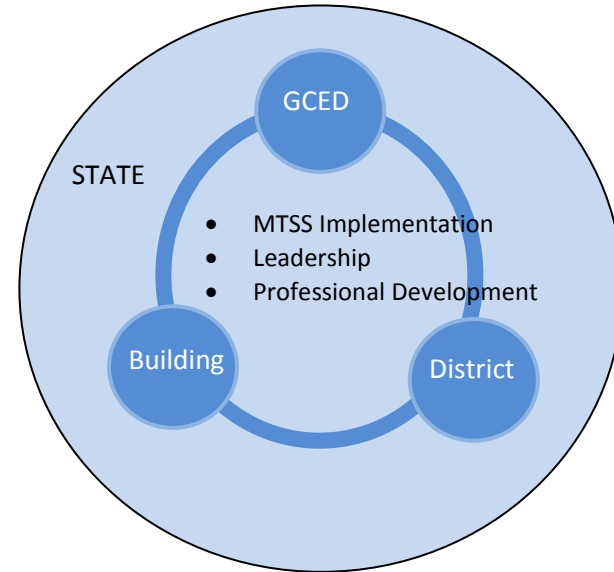 GCED
STATE
• MTSS Implementation
• Leadership
• Professional Development
Building
District